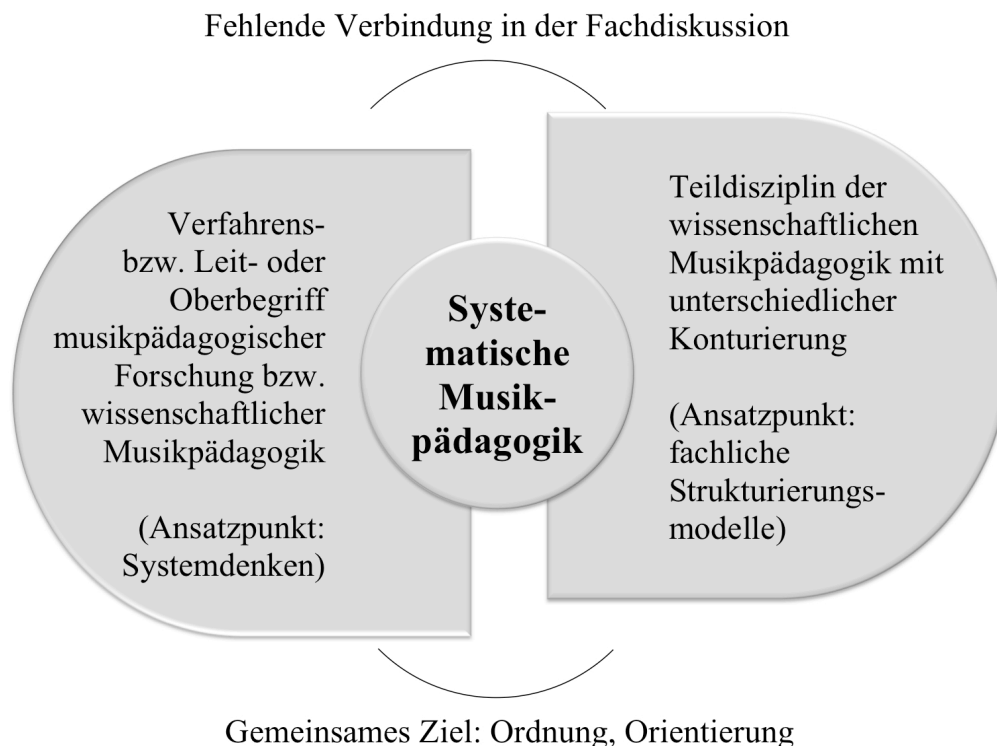 Fehlende Verbindung in der Fachdiskussion
Verfahrens-
bzw. Leit- oder
Oberbegriff
musikpädagogischer
Forschung bzw.
wissenschaftlicher
Musikpädagogik
(Ansatzpunkt:
Systemdenken)
Syste-
matische
Musik-
pädagogik
Teildisziplin der
wissenschaftlichen
Musikpädagogik mit
unterschiedlicher
Konturierung
(Ansatzpunkt:
fachliche
Strukturierungs-
modelle)
Gemeinsames Ziel: Ordnung, Orientierung